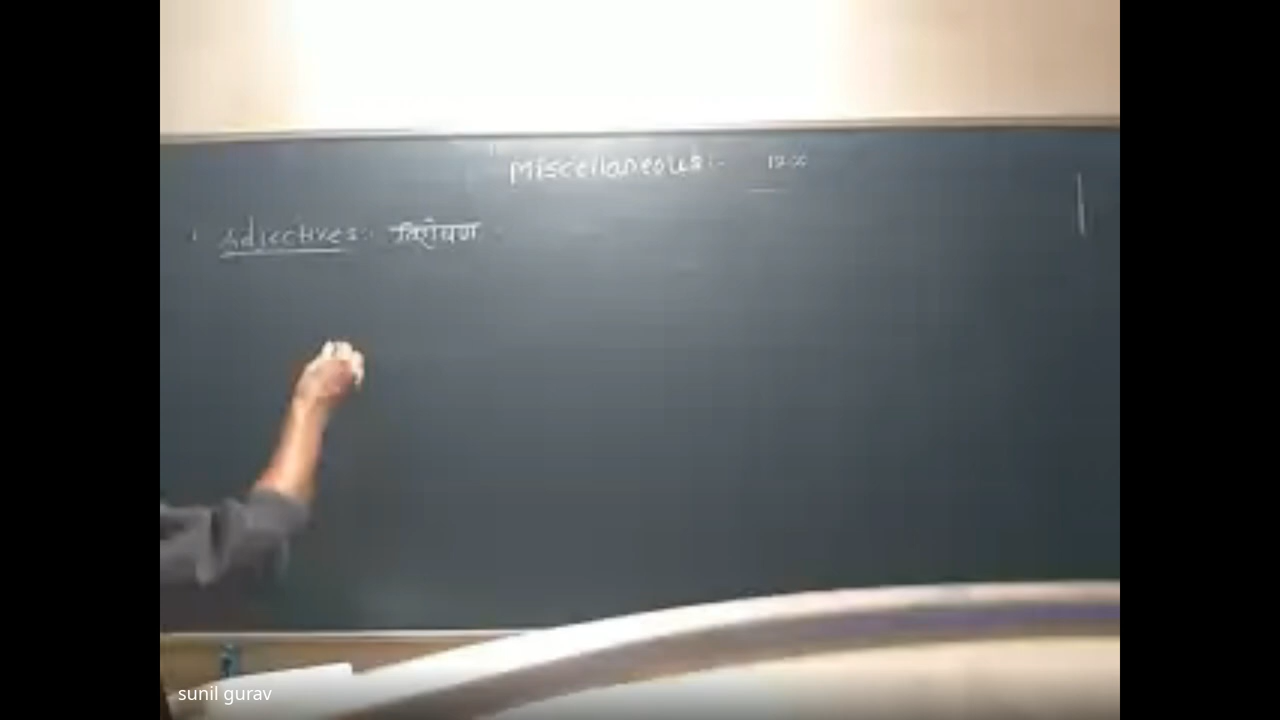 Miscellaneous:-
Adjectives:- विशेषण
sunil gurav